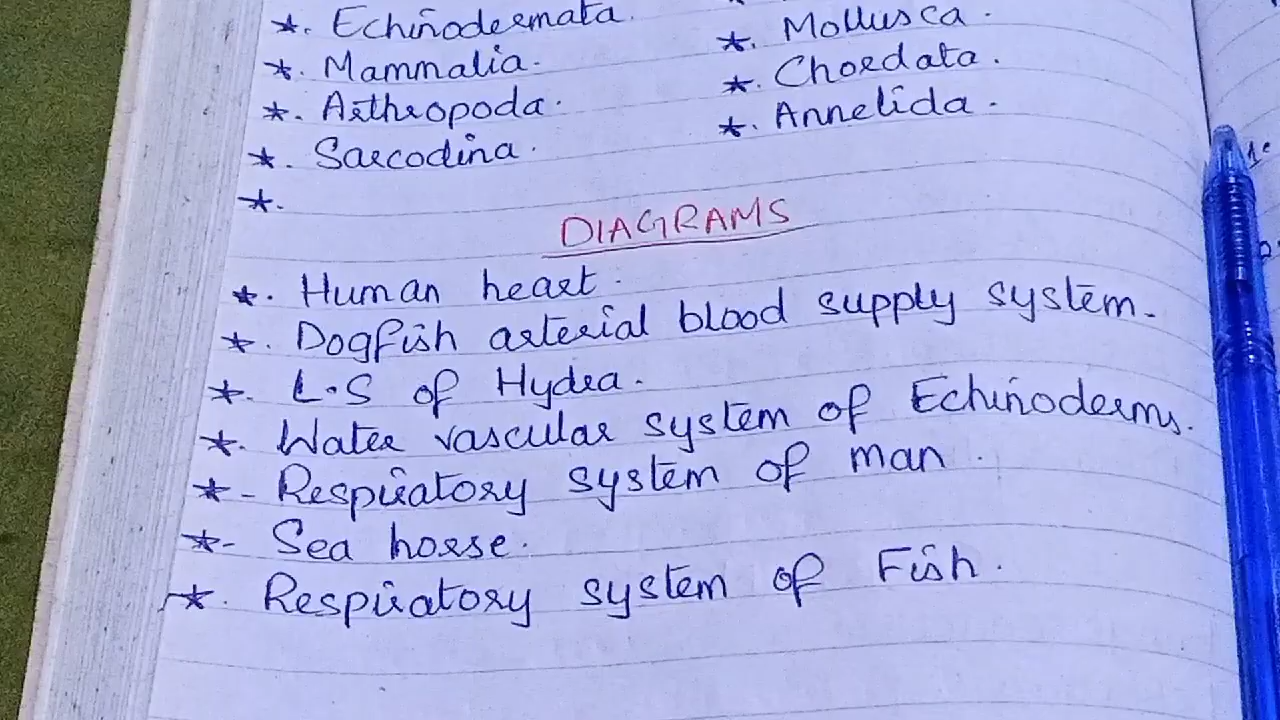 ★. Echinodermata.
★. Mollusca.
★. Mammalia.
★. Chordata.
★. Arthropoda.
★. Annelida.
★. Sarcodina.
★.
DIAGRAMS
★. Human heart.
★. Dogfish arterial blood supply system.
★. L.S of Hydra.
★. Water vascular system of Echinoderms.
★- Respiratory system of man.
★- Sea horse.
★. Respiratory system of Fish.